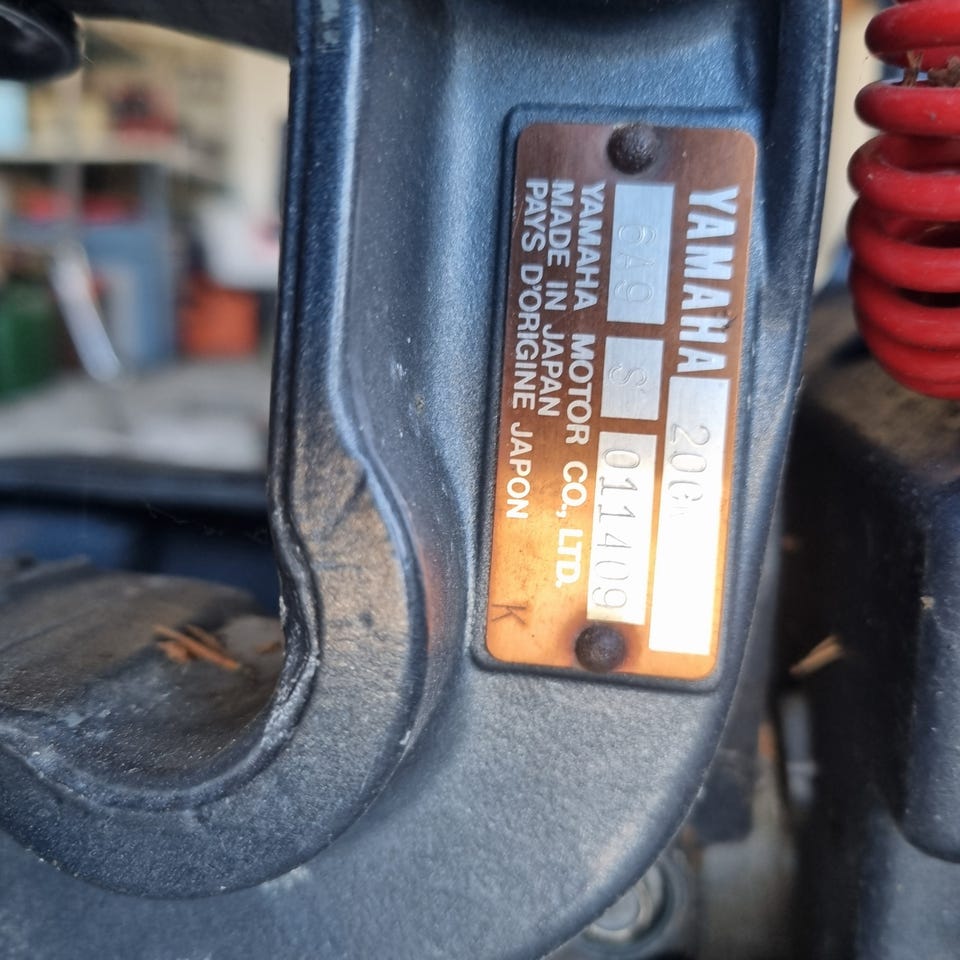 YAMAHA 20C
6A9 S 011409
YAMAHA MOTOR CO., LTD.
MADE IN JAPAN
PAYS D'ORIGINE JAPON
K